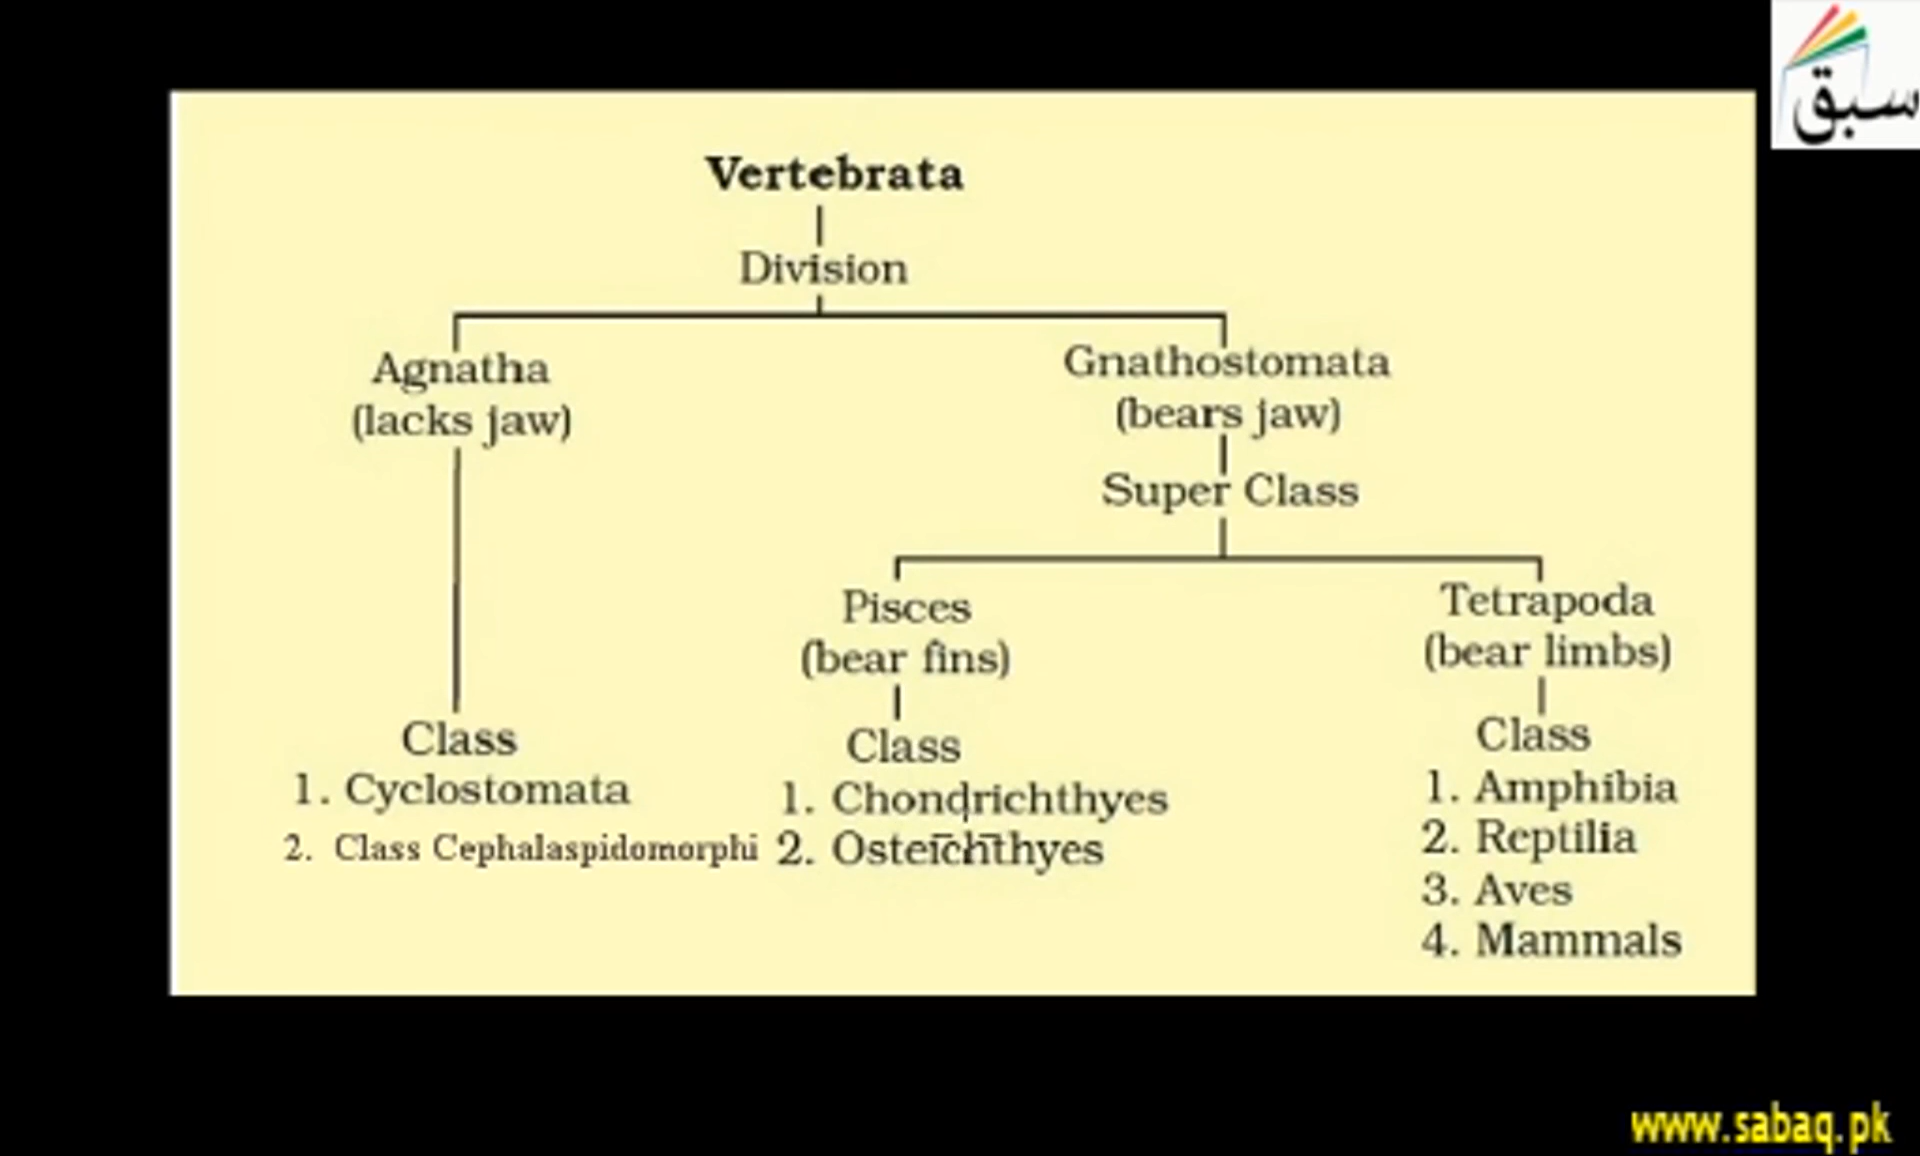 سبق
Vertebrata
Division
Agnatha
(lacks jaw)
Gnathostomata
(bears jaw)
Super Class
Pisces
(bear fins)
Tetrapoda
(bear limbs)
Class
1. Cyclostomata
2. Class Cephalaspidomorphi
Class
1. Chondrichthyes
2. Osteichthyes
Class
1. Amphibia
2. Reptilia
3. Aves
4. Mammals
www.sabaq.pk